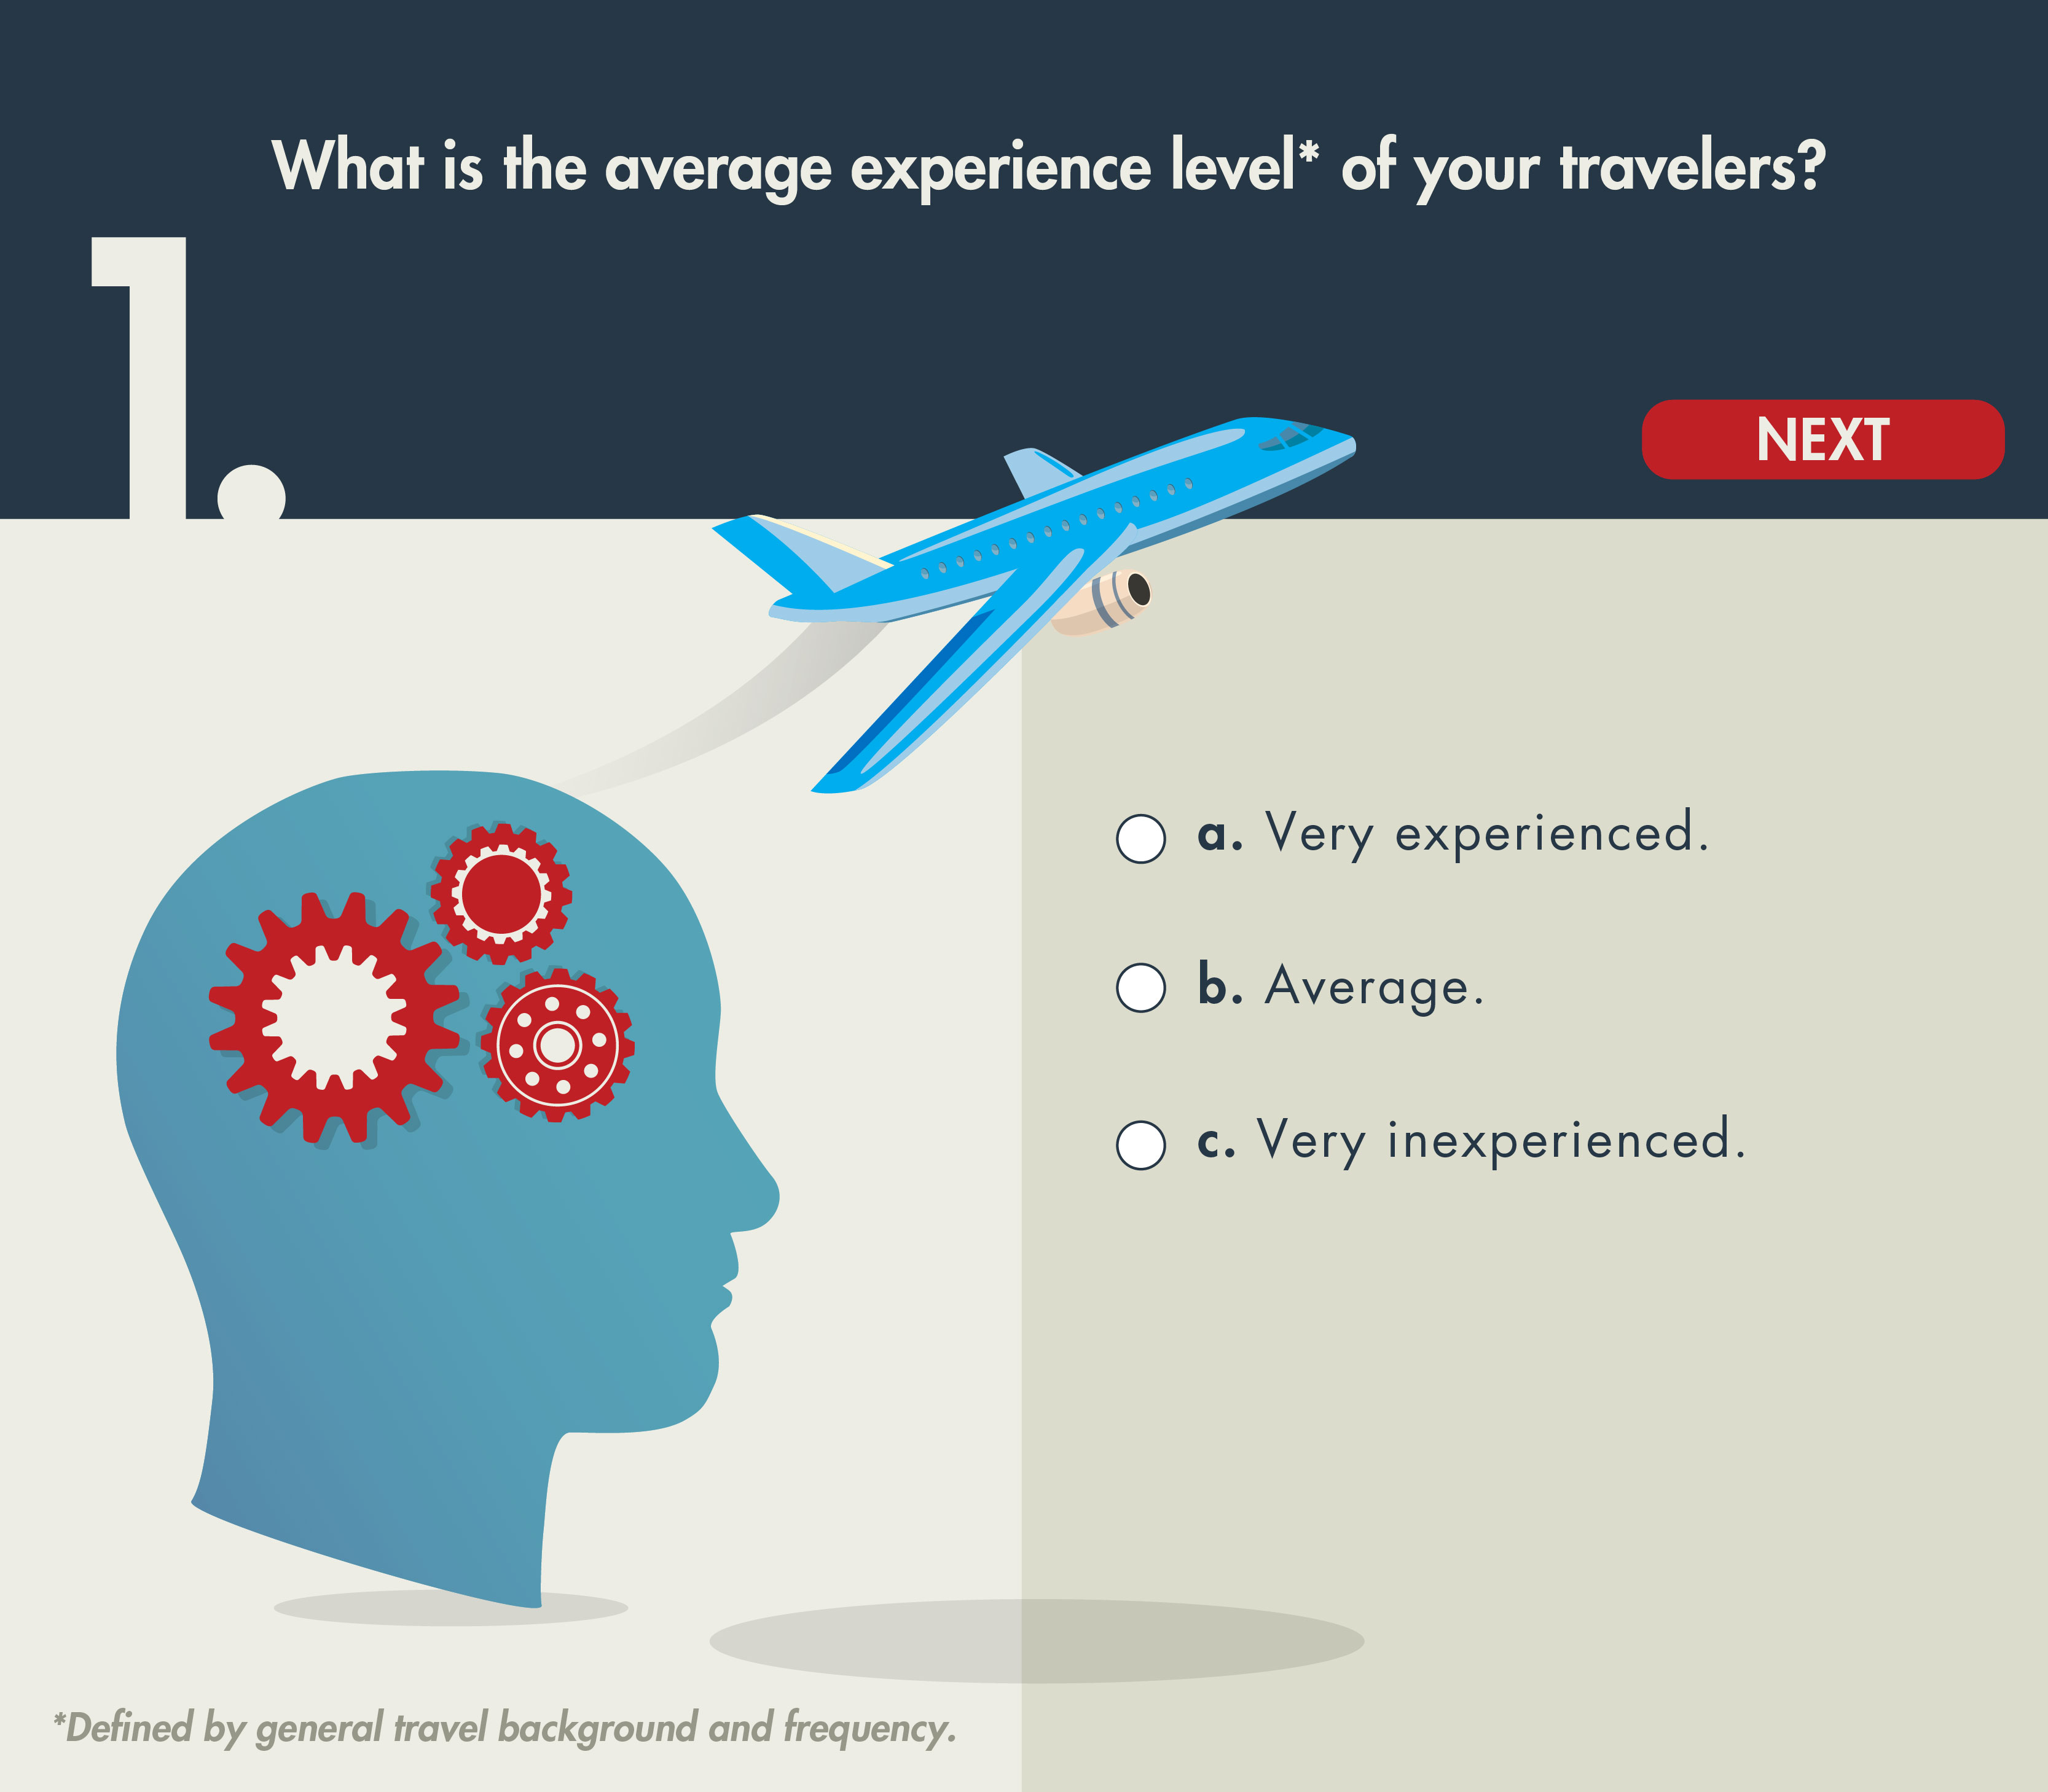 What is the average experience level* of your travelers?
1.
NEXT
a. Very experienced.
b. Average.
c. Very inexperienced.
*Defined by general travel background and frequency.